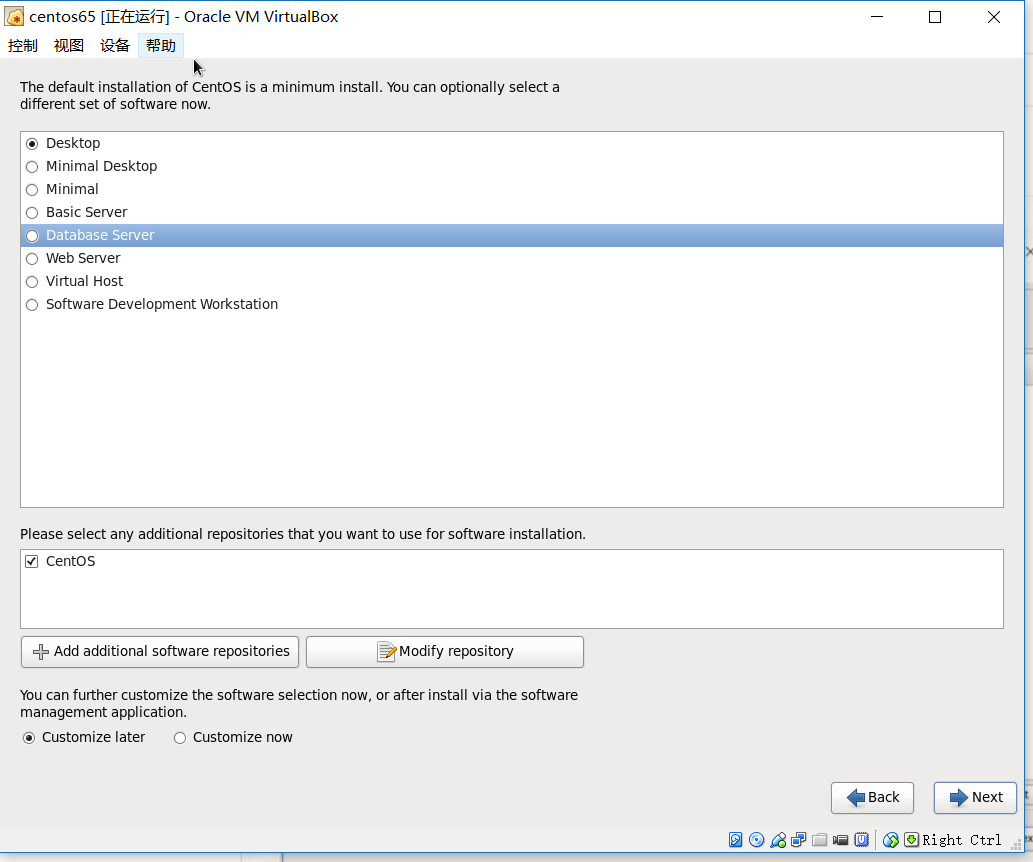 centos65 [正在运行] - Oracle VM VirtualBox
控制 视图 设备 帮助
The default installation of CentOS is a minimum install. You can optionally select a
different set of software now.
Desktop
Minimal Desktop
Minimal
Basic Server
Database Server
Web Server
Virtual Host
Software Development Workstation
Please select any additional repositories that you want to use for software installation.
CentOS
Add additional software repositories Modify repository
You can further customize the software selection now, or after install via the software
management application.
Customize later Customize now
Back Next
Right Ctrl